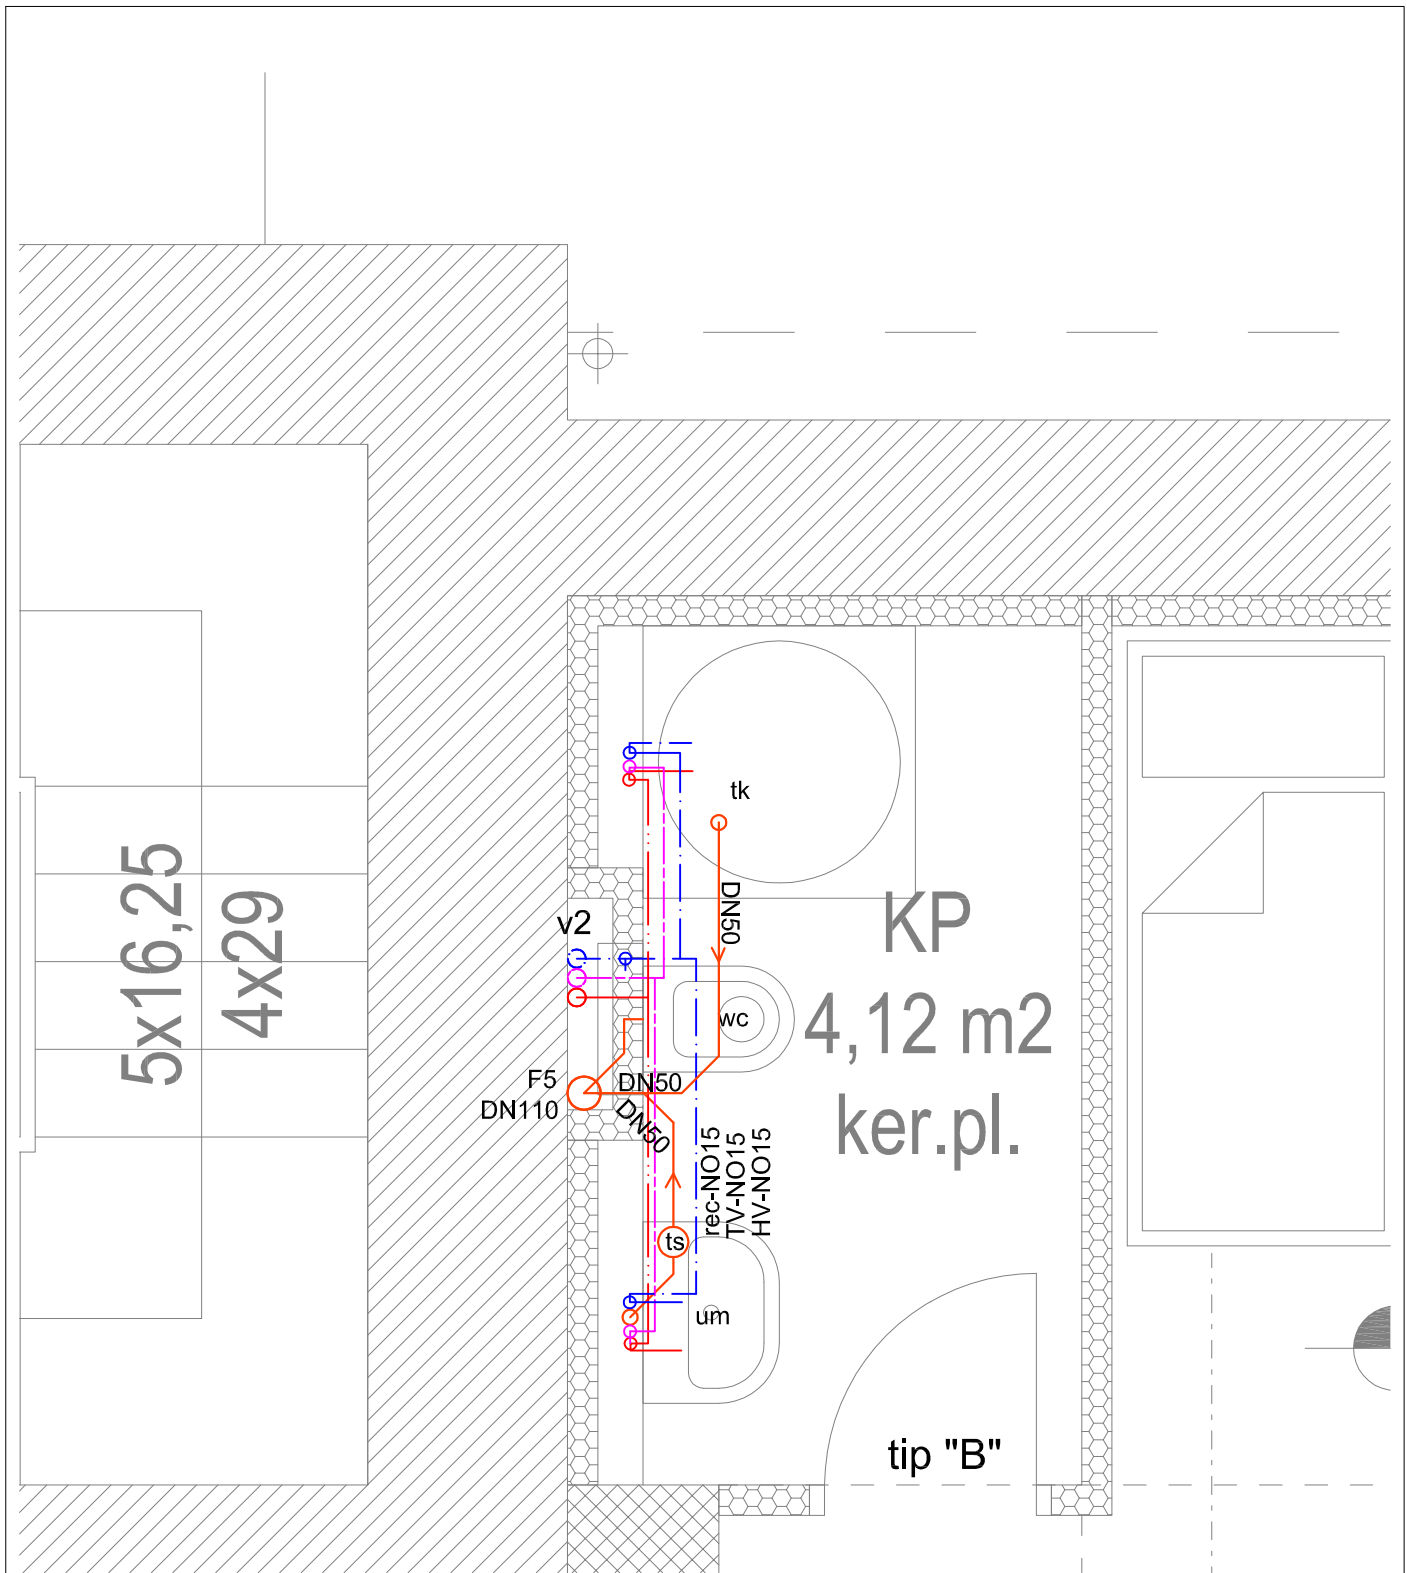 tk
DN50
5x16,25
4x29
v2
KP
4,12 m2
ker.pl.
wc
F5
DN110
DN50
DN50
rec-NO15
TV-NO15
HV-NO15
ts
um
tip "B"